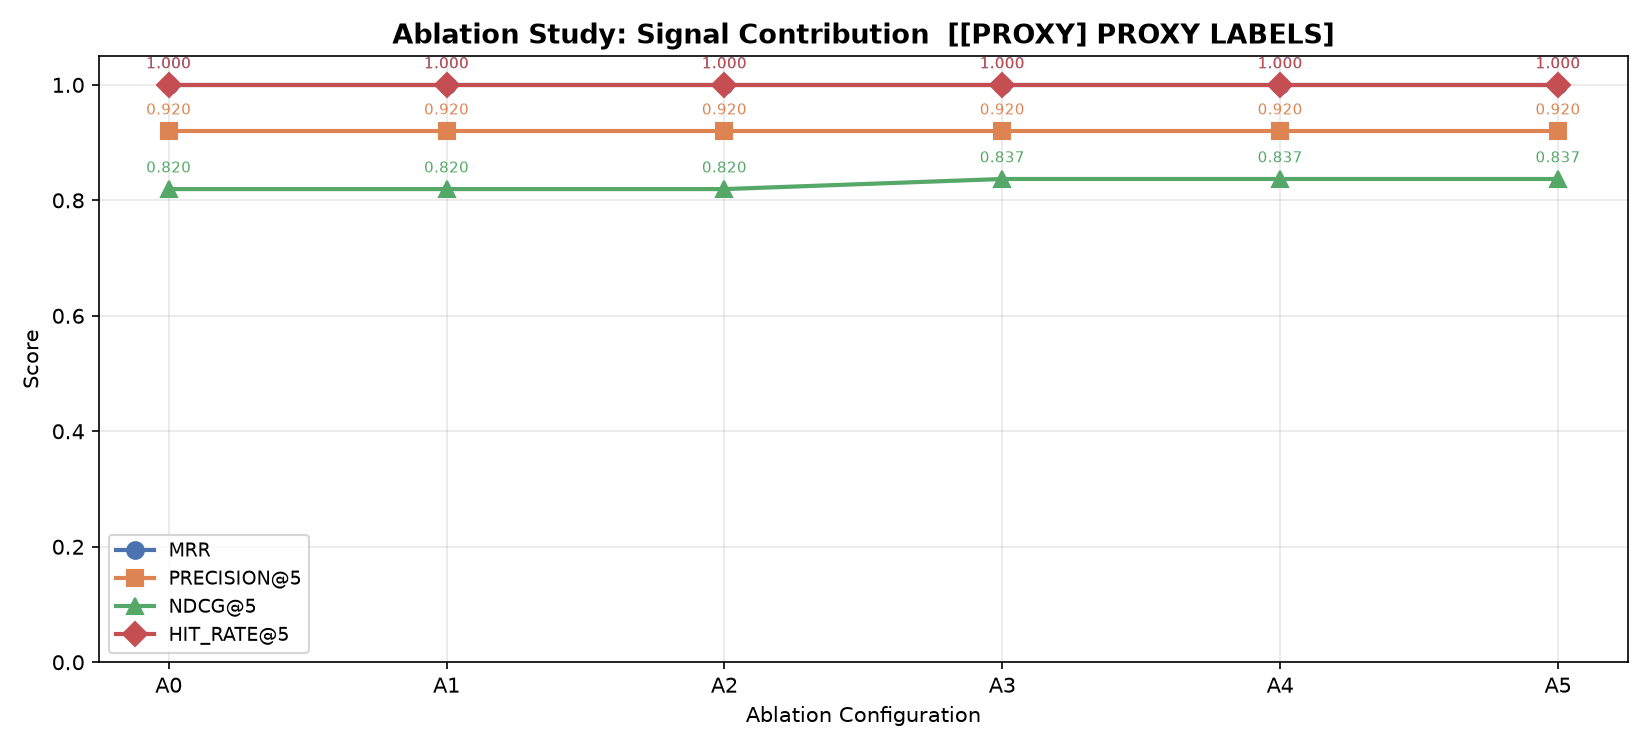 Ablation Study: Signal Contribution  [[PROXY] PROXY LABELS]
1.000 1.000 1.000 1.000 1.000 1.000
1.0
0.920 0.920 0.920 0.920 0.920 0.920
0.820 0.820 0.820 0.837 0.837 0.837
0.8
0.6
Score
0.4
0.2
0.0
MRR
PRECISION@5
NDCG@5
HIT_RATE@5
A0 A1 A2 A3 A4 A5
Ablation Configuration